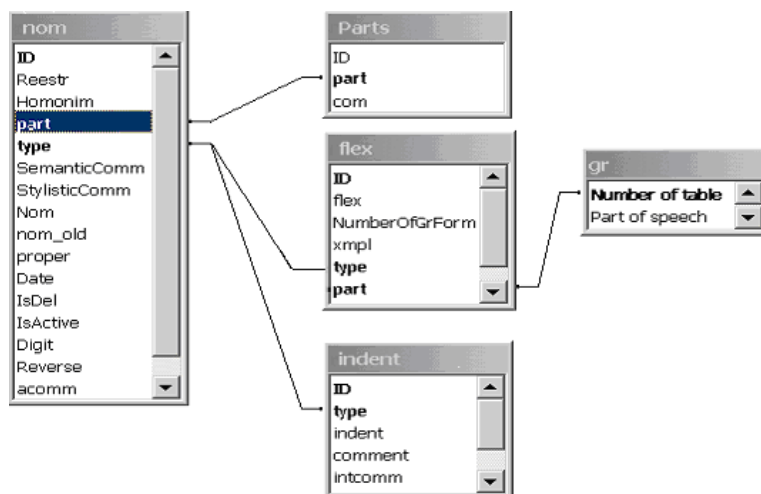 nom
ID
Reestr
Homonim
part
type
SemanticComm
StylisticComm
Nom
nom_old
proper
Date
IsDel
IsActive
Digit
Reverse
acomm
Parts
ID
part
com
flex
ID
flex
NumberOfGrForm
xmpl
type
part
gr
Number of table
Part of speech
indent
ID
type
indent
comment
intcomm